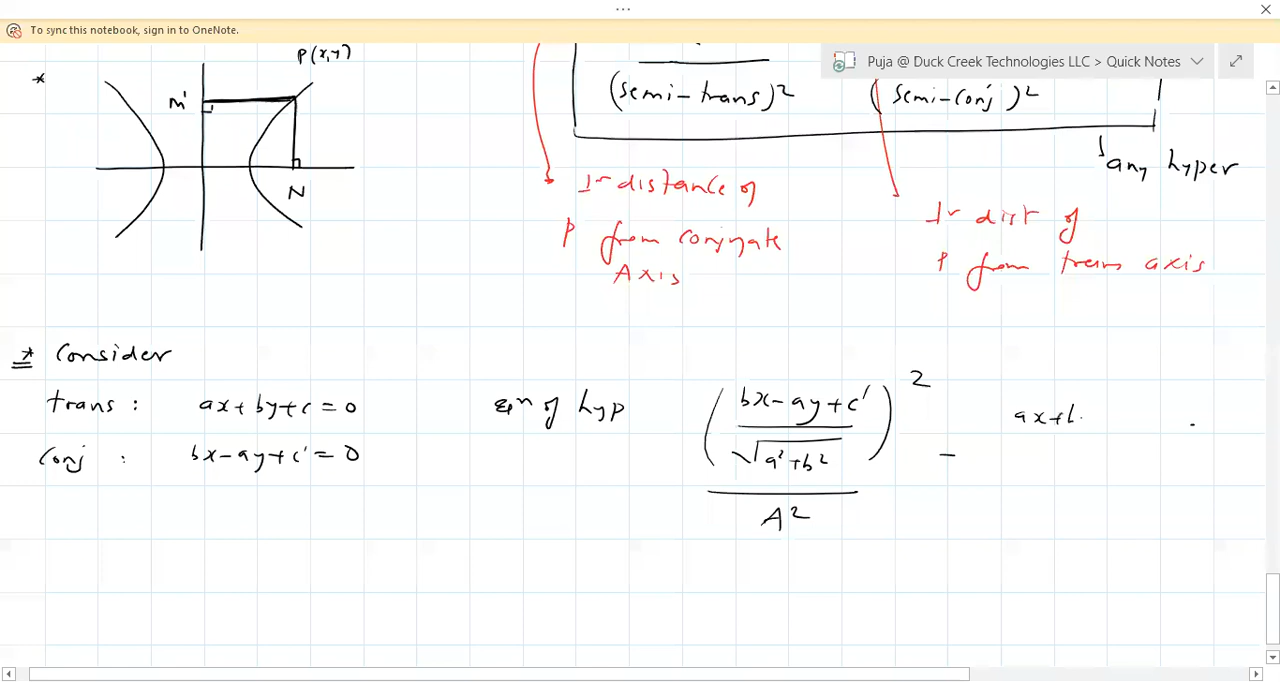 ...
To sync this notebook, sign in to OneNote.
Puja @ Duck Creek Technologies LLC > Quick Notes
*
P(x,y)
M'
N
(semi-trans)²
(semi-conj)²
any hyper
⊥r distance of
P from conjugate
Axis
⊥r dist of
P from trans axis
* Consider
trans : ax+by+c=0
Conj : bx-ay+c'=0
eqn of hyp
(bx-ay+c' / √a²+b²)² / A² - ax+b